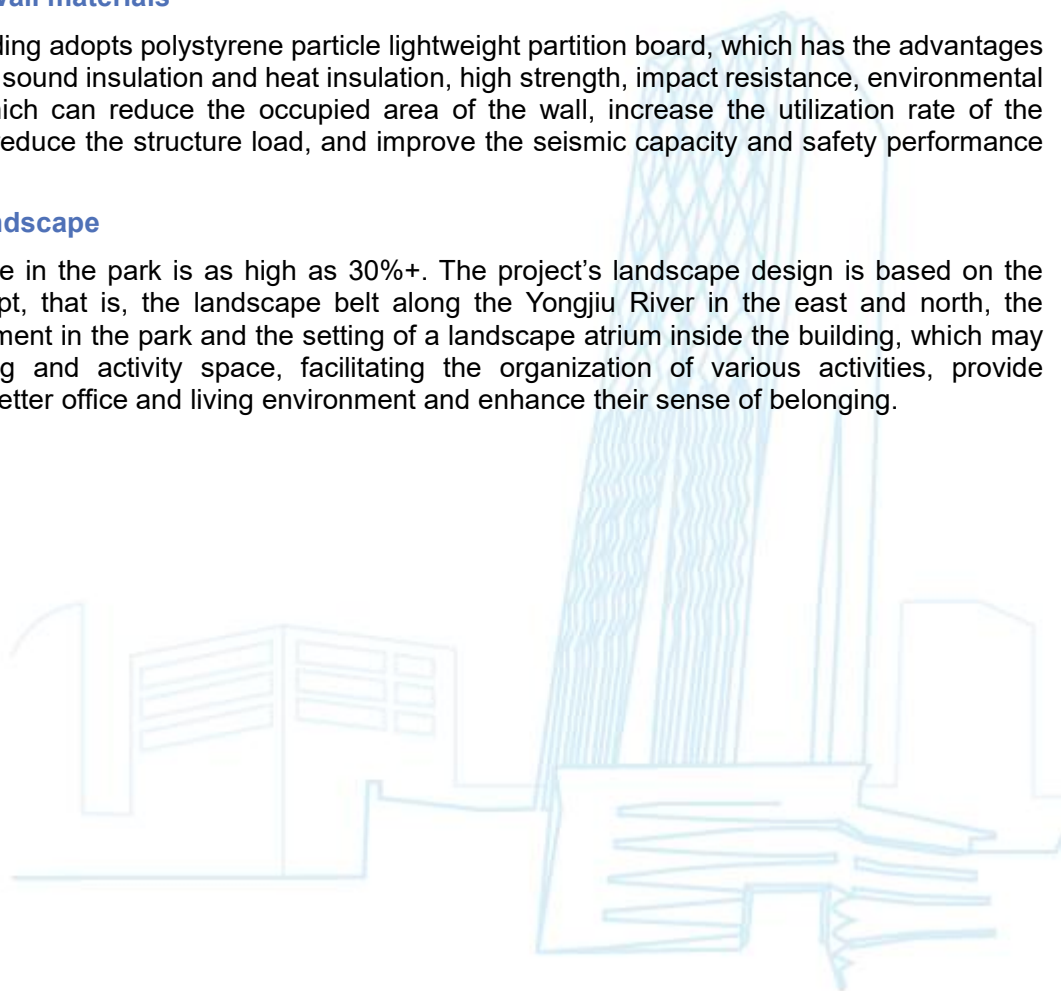 wall materials
ding adopts polystyrene particle lightweight partition board, which has the advantages
sound insulation and heat insulation, high strength, impact resistance, environmental
hich can reduce the occupied area of the wall, increase the utilization rate of the
reduce the structure load, and improve the seismic capacity and safety performance
ndscape
e in the park is as high as 30%+. The project’s landscape design is based on the
pt, that is, the landscape belt along the Yongjiu River in the east and north, the
ment in the park and the setting of a landscape atrium inside the building, which may
g and activity space, facilitating the organization of various activities, provide
etter office and living environment and enhance their sense of belonging.